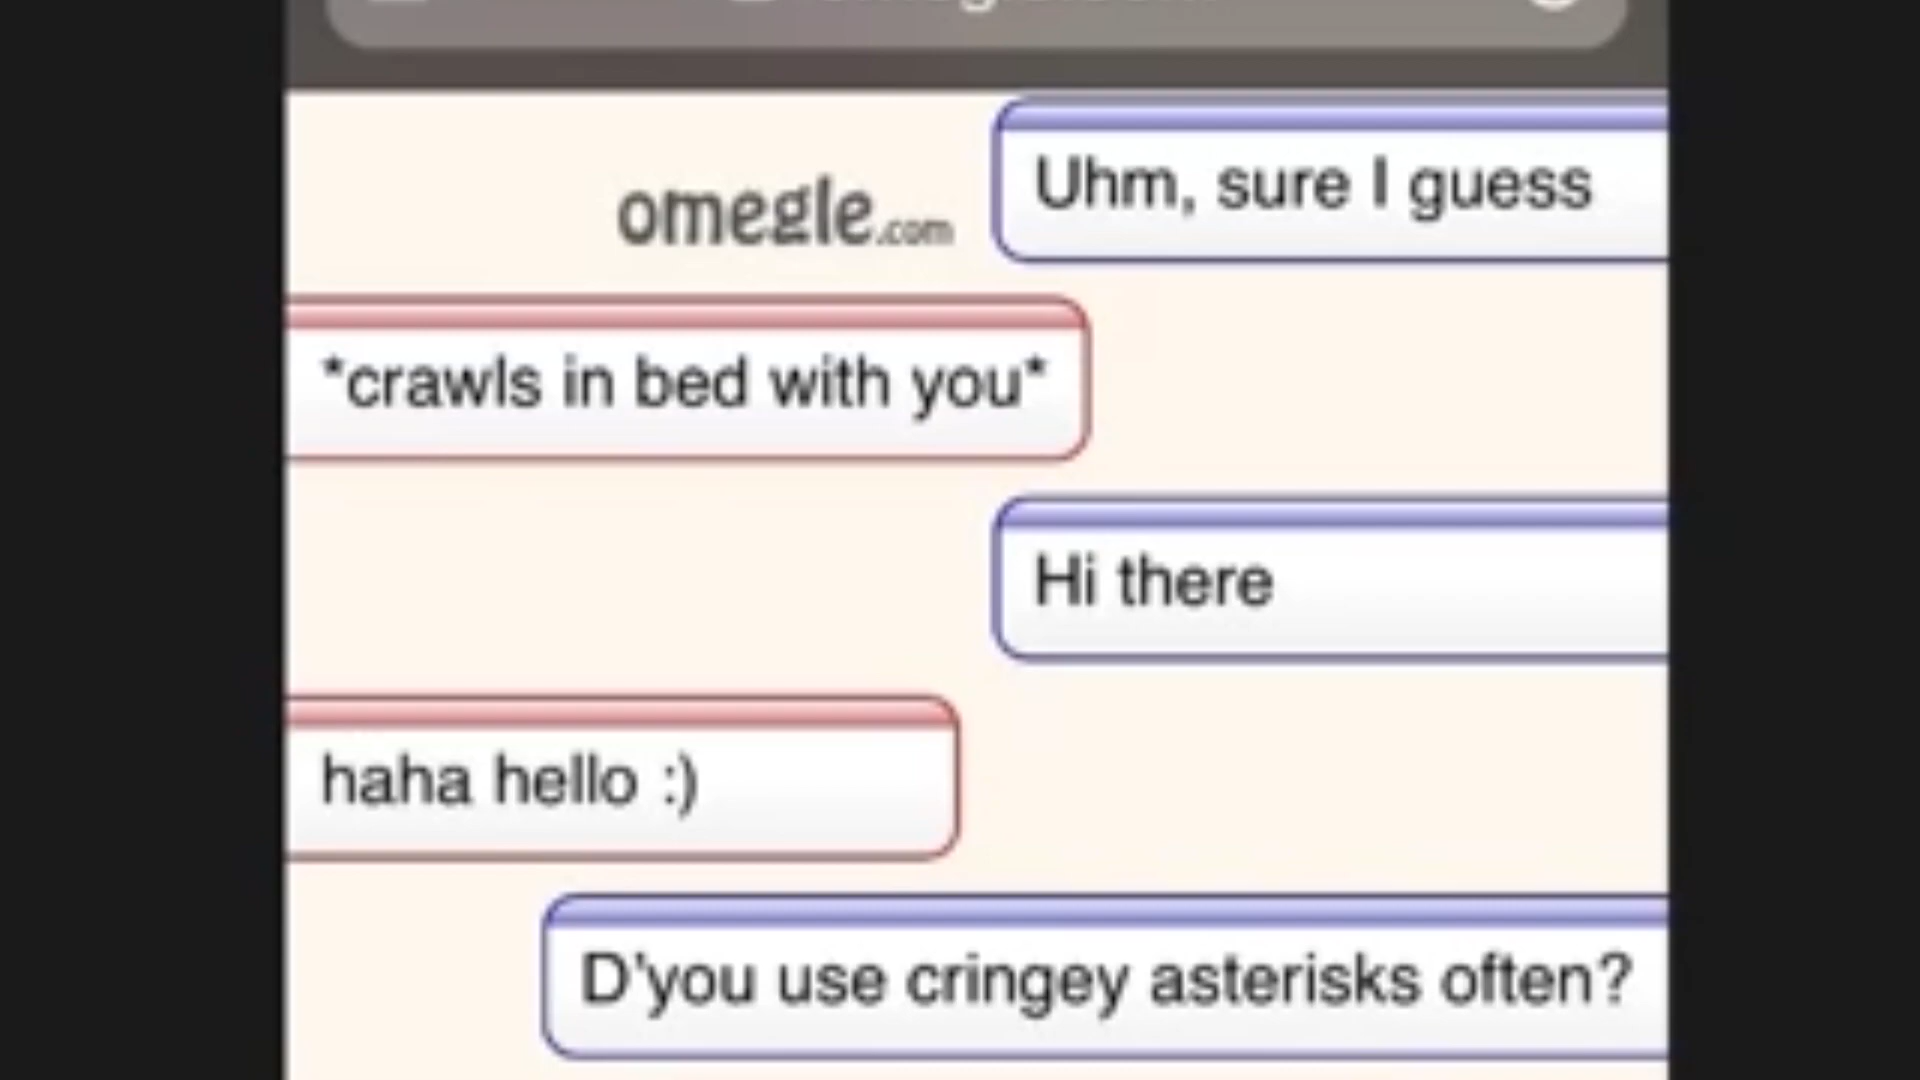 Uhm, sure I guess
omegle.com
*crawls in bed with you*
Hi there
haha hello :)
D'you use cringey asterisks often?